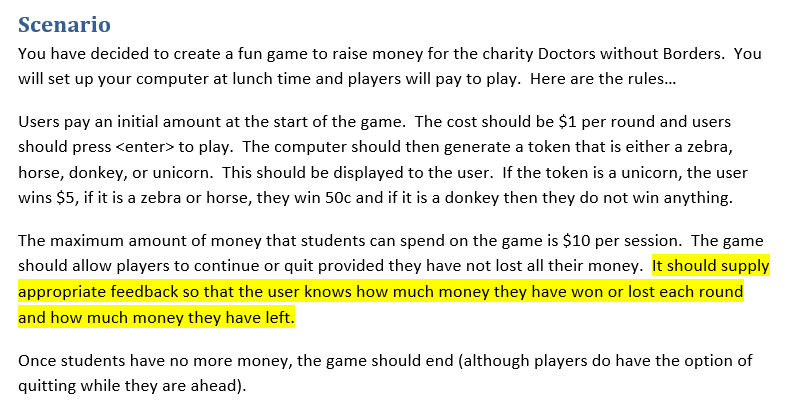 Scenario
You have decided to create a fun game to raise money for the charity Doctors without Borders.  You
will set up your computer at lunch time and players will pay to play.  Here are the rules…
Users pay an initial amount at the start of the game.  The cost should be $1 per round and users
should press <enter> to play.  The computer should then generate a token that is either a zebra,
horse, donkey, or unicorn.  This should be displayed to the user.  If the token is a unicorn, the user
wins $5, if it is a zebra or horse, they win 50c and if it is a donkey then they do not win anything.
The maximum amount of money that students can spend on the game is $10 per session.  The game
should allow players to continue or quit provided they have not lost all their money.  It should supply
appropriate feedback so that the user knows how much money they have won or lost each round
and how much money they have left.
Once students have no more money, the game should end (although players do have the option of
quitting while they are ahead).